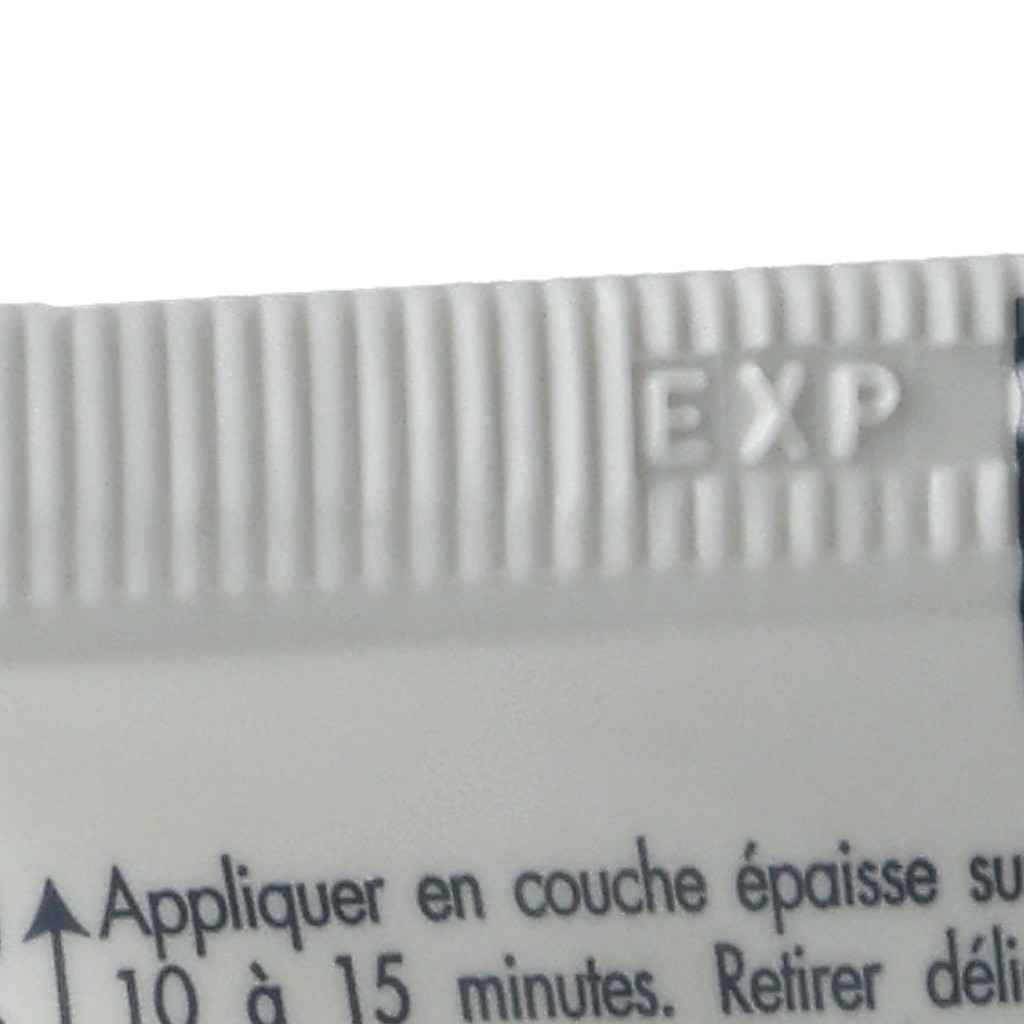 EXP
Appliquer en couche épaisse
10 à 15 minutes. Retirer